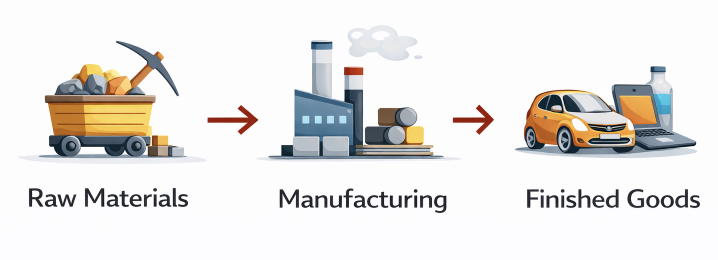 Raw Materials
Manufacturing
Finished Goods